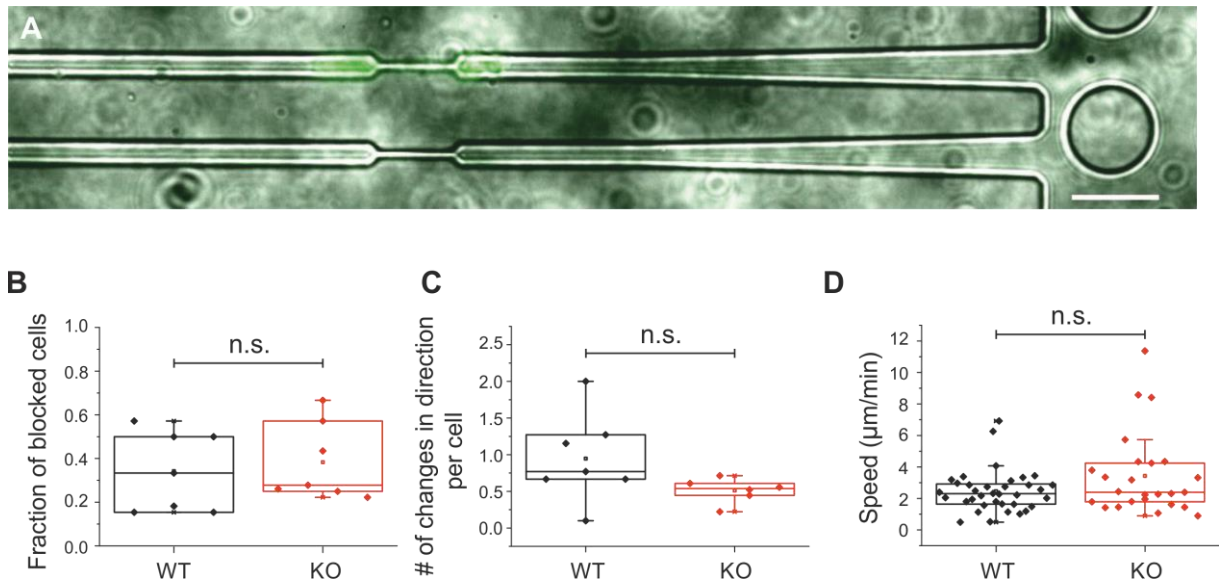 A
B
Fraction of blocked cells
1.0
0.8
0.6
0.4
0.2
0.0
n.s.
WT KO
C
# of changes in direction
per cell
2.5
2.0
1.5
1.0
0.5
0.0
n.s.
WT KO
D
Speed (µm/min)
12
10
8
6
4
2
0
n.s.
WT KO